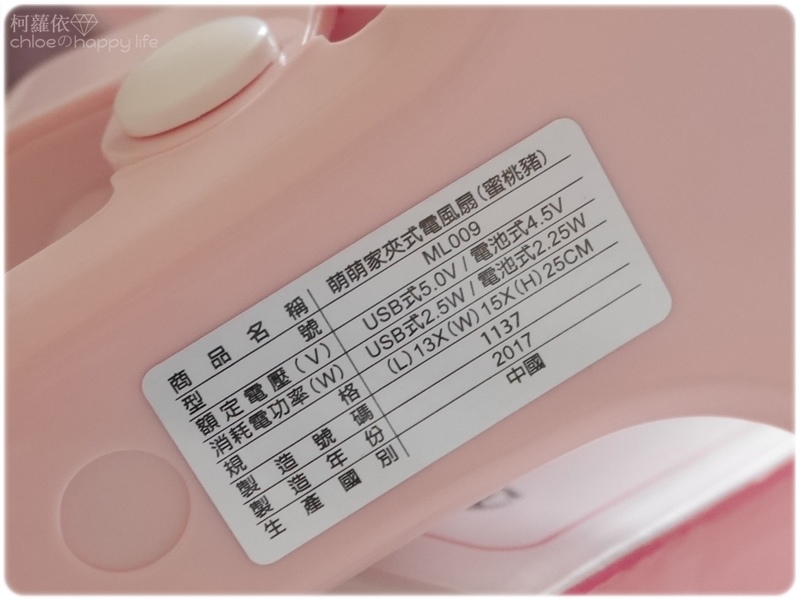 柯蘿依
chloeのhappy life
商品名稱 萌萌家夾式電風扇(蜜桃豬)
型號 ML009
額定電壓(V) USB式5.0V / 電池式4.5V
消耗電功率(W) USB式2.5W / 電池式2.25W
規格 (L)13X(W)15X(H)25CM
製造號碼 1137
製造年份 2017
生產國別 中國